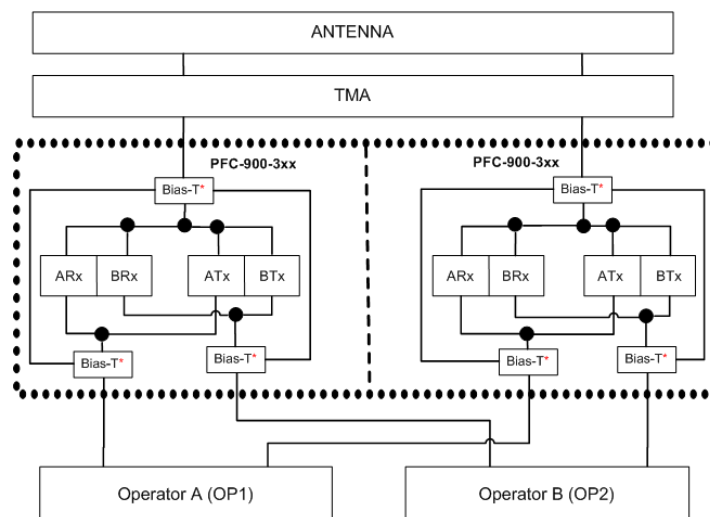 ANTENNA
TMA
PFC-900-3xx
PFC-900-3xx
Bias-T*
Bias-T*
ARx BRx ATx BTx
ARx BRx ATx BTx
Bias-T*
Bias-T*
Bias-T*
Bias-T*
Operator A (OP1)
Operator B (OP2)